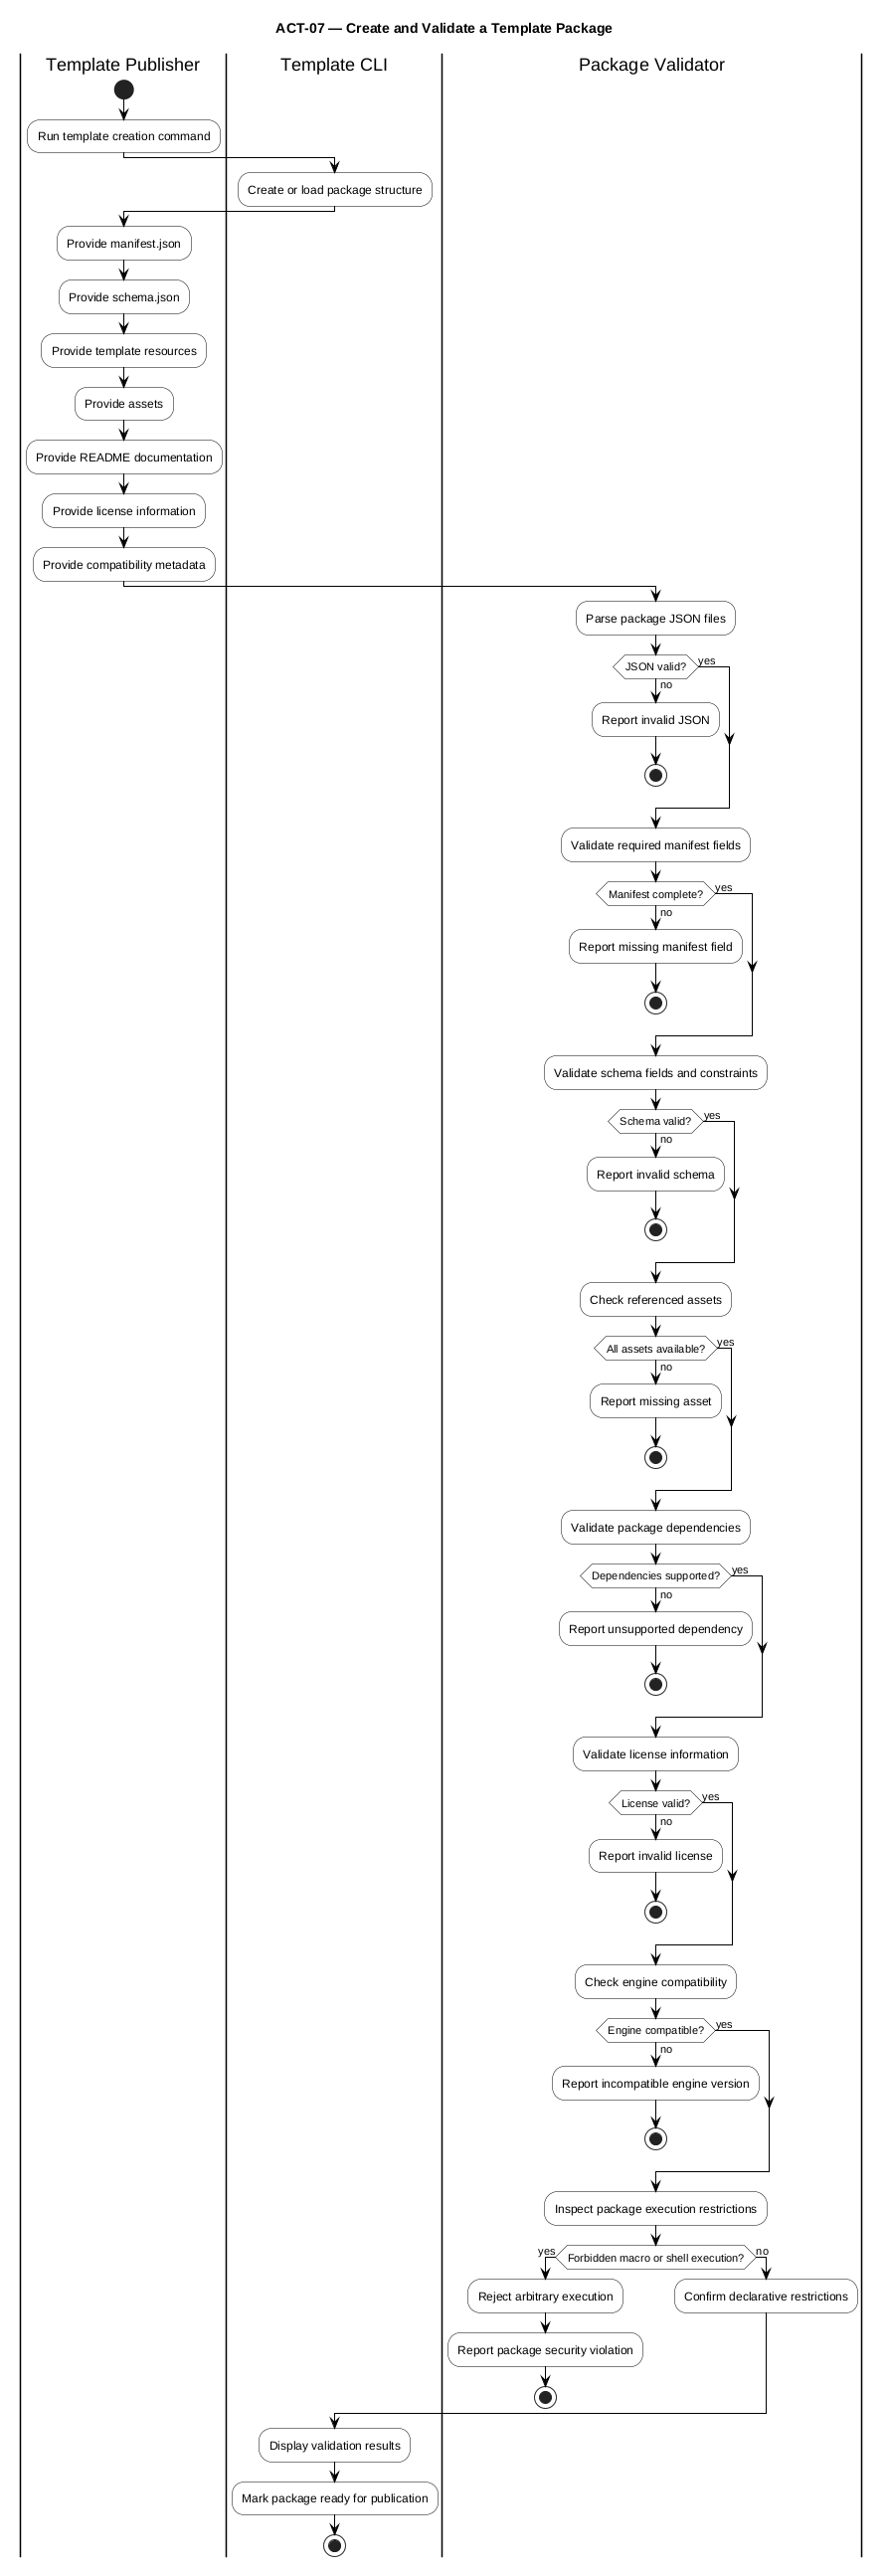 ACT-07 — Create and Validate a Template Package
Template Publisher
Template CLI
Package Validator
Run template creation command
Create or load package structure
Provide manifest.json
Provide schema.json
Provide template resources
Provide assets
Provide README documentation
Provide license information
Provide compatibility metadata
Parse package JSON files
JSON valid?
yes
no
Report invalid JSON
Validate required manifest fields
Manifest complete?
yes
no
Report missing manifest field
Validate schema fields and constraints
Schema valid?
yes
no
Report invalid schema
Check referenced assets
All assets available?
yes
no
Report missing asset
Validate package dependencies
Dependencies supported?
yes
no
Report unsupported dependency
Validate license information
License valid?
yes
no
Report invalid license
Check engine compatibility
Engine compatible?
yes
no
Report incompatible engine version
Inspect package execution restrictions
yes
Forbidden macro or shell execution?
no
Reject arbitrary execution
Confirm declarative restrictions
Report package security violation
Display validation results
Mark package ready for publication